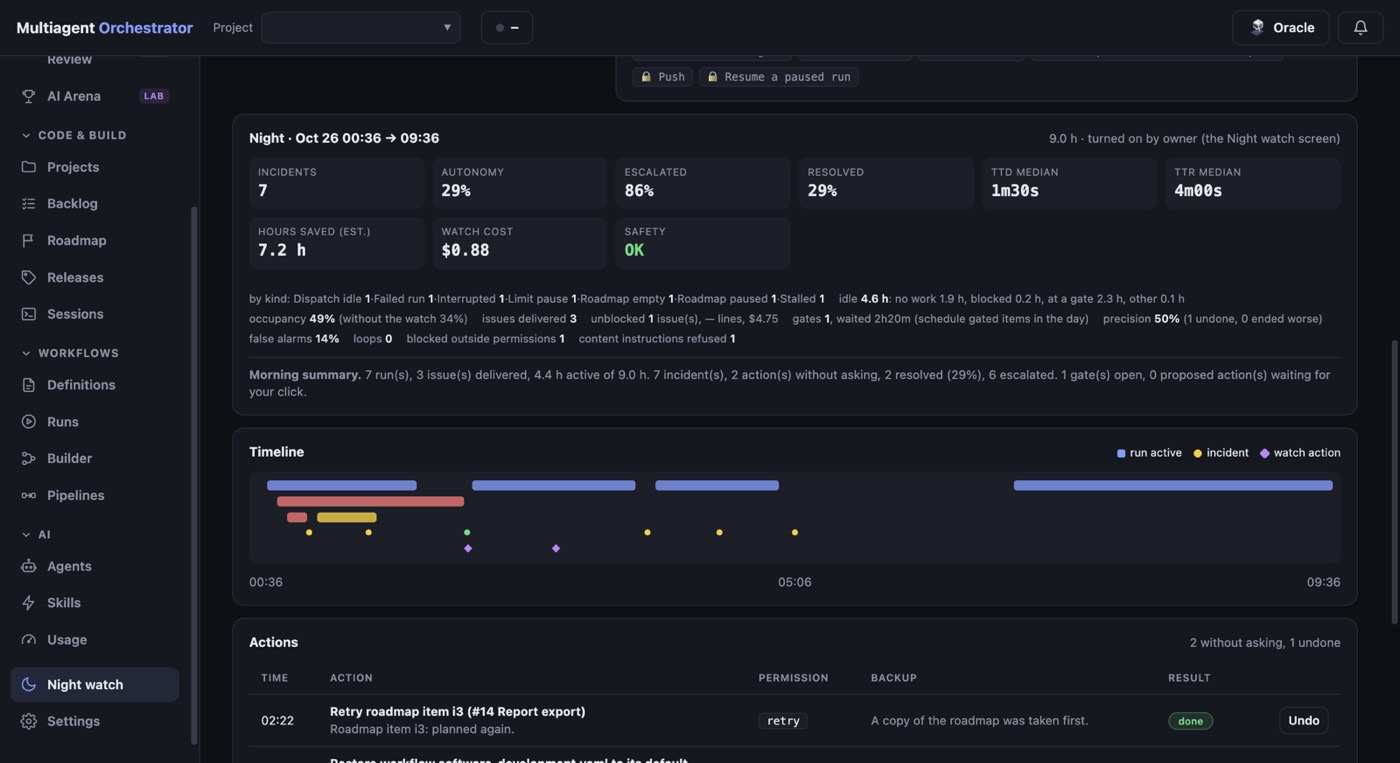 Multiagent Orchestrator
Project
–
Oracle
Review
AI Arena LAB
CODE & BUILD
Projects
Backlog
Roadmap
Releases
Sessions
WORKFLOWS
Definitions
Runs
Builder
Pipelines
AI
Agents
Skills
Usage
Night watch
Settings
Push Resume a paused run
Night · Oct 26 00:36 → 09:36 9.0 h · turned on by owner (the Night watch screen)
INCIDENTS AUTONOMY ESCALATED RESOLVED TTD MEDIAN TTR MEDIAN
7 29% 86% 29% 1m30s 4m00s
HOURS SAVED (EST.) WATCH COST SAFETY
7.2 h $0.88 OK
by kind: Dispatch idle 1·Failed run 1·Interrupted 1·Limit pause 1·Roadmap empty 1·Roadmap paused 1·Stalled 1 idle 4.6 h: no work 1.9 h, blocked 0.2 h, at a gate 2.3 h, other 0.1 h
occupancy 49% (without the watch 34%) issues delivered 3 unblocked 1 issue(s), — lines, $4.75 gates 1, waited 2h20m (schedule gated items in the day) precision 50% (1 undone, 0 ended worse)
false alarms 14% loops 0 blocked outside permissions 1 content instructions refused 1
Morning summary. 7 run(s), 3 issue(s) delivered, 4.4 h active of 9.0 h. 7 incident(s), 2 action(s) without asking, 2 resolved (29%), 6 escalated. 1 gate(s) open, 0 proposed action(s) waiting for
your click.
Timeline run active incident watch action
00:36 05:06 09:36
Actions 2 without asking, 1 undone
TIME ACTION PERMISSION BACKUP RESULT
02:22 Retry roadmap item i3 (#14 Report export) retry A copy of the roadmap was taken first. done Undo
Roadmap item i3: planned again.